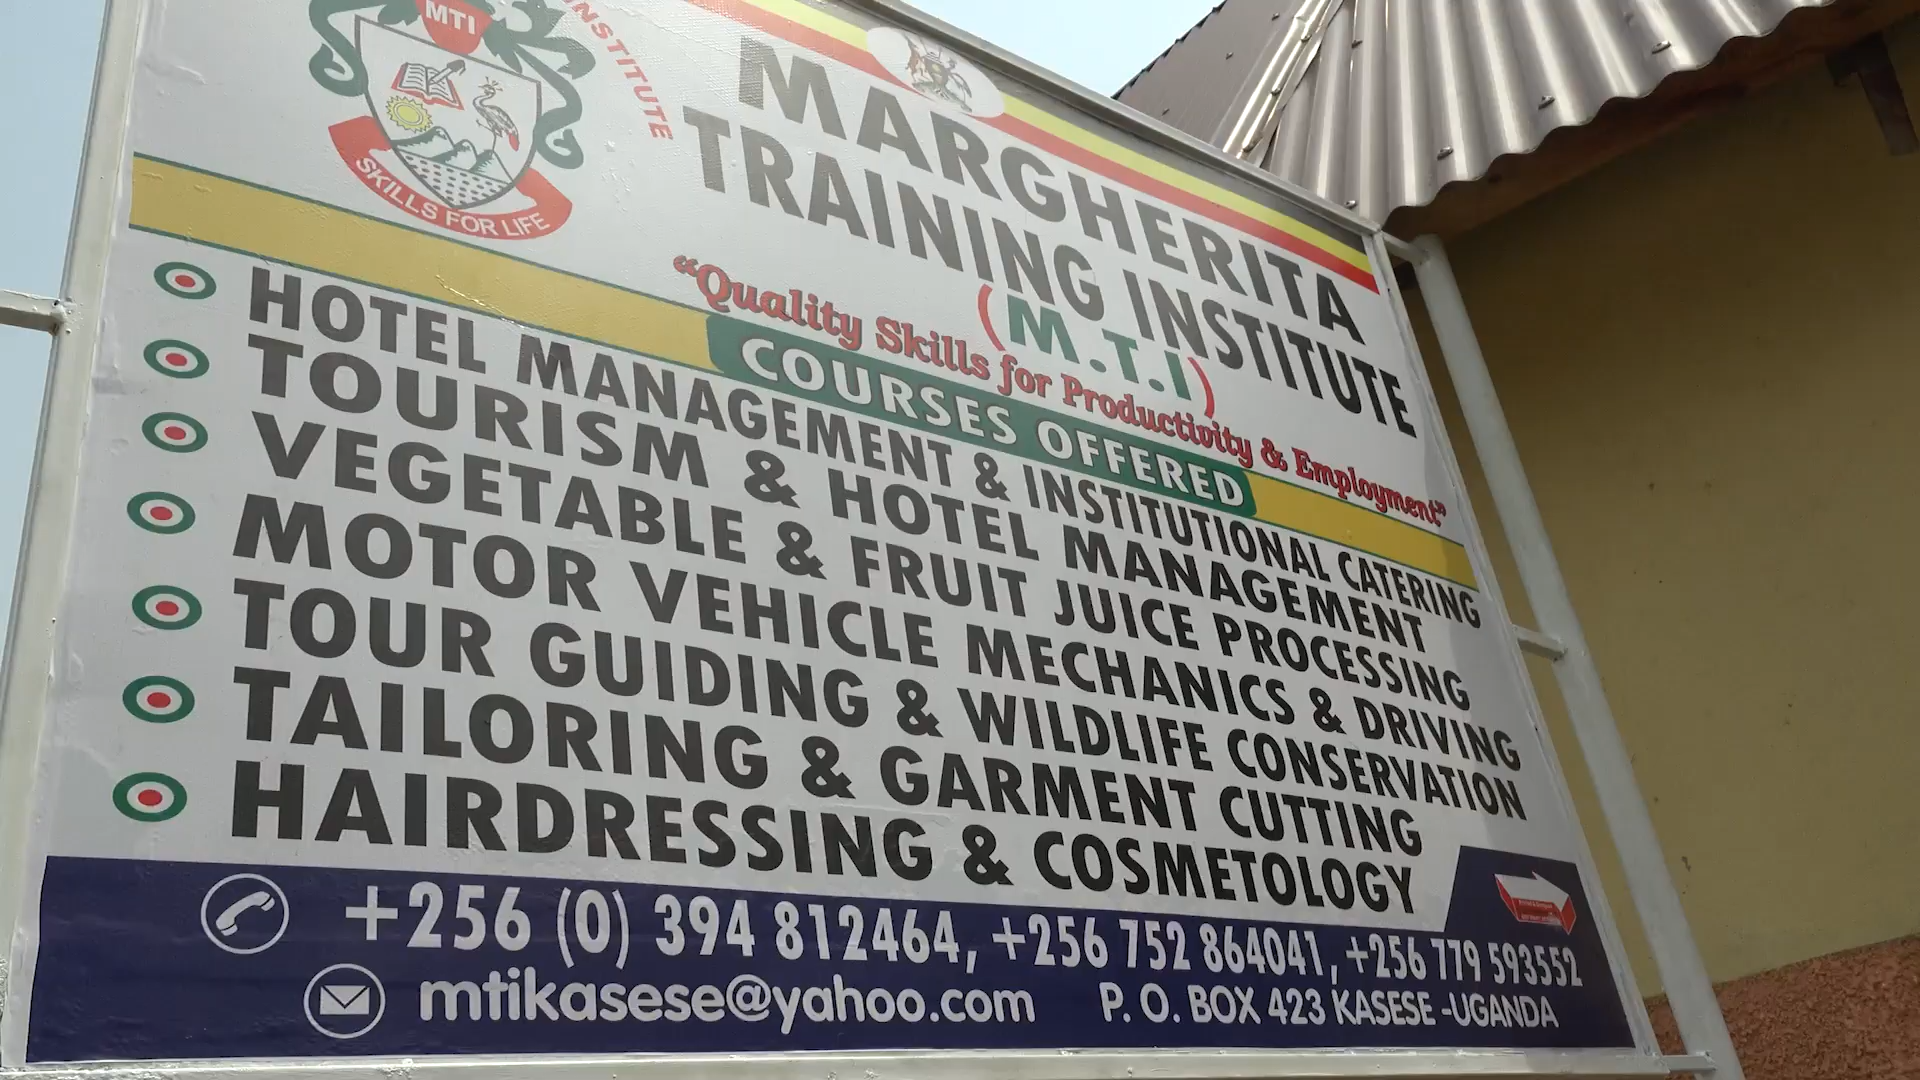 MTI
INSTITUTE
SKILLS FOR LIFE
MARGHERITA
TRAINING INSTITUTE
(M.T.I)
“Quality Skills for Productivity & Employment”
COURSES OFFERED
HOTEL MANAGEMENT & INSTITUTIONAL CATERING
TOURISM & HOTEL MANAGEMENT
VEGETABLE & FRUIT JUICE PROCESSING
MOTOR VEHICLE MECHANICS & DRIVING
TOUR GUIDING & WILDLIFE CONSERVATION
TAILORING & GARMENT CUTTING
HAIRDRESSING & COSMETOLOGY
+256 (0) 394 812464, +256 752 864041, +256 779 593552
mtikasese@yahoo.com P. O. BOX 423 KASESE -UGANDA